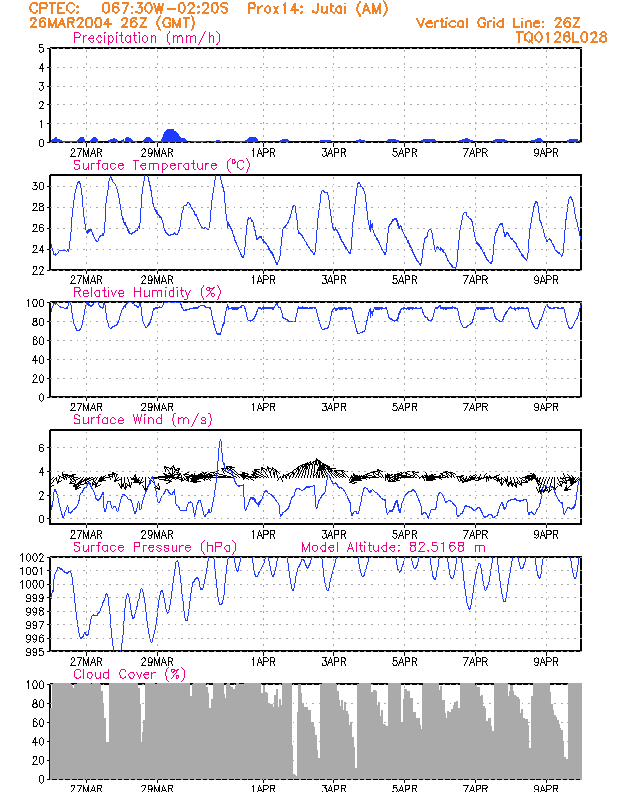 CPTEC: 067:30W-02:20S Prox14: Jutai (AM)
26MAR2004 26Z (GMT) Vertical Grid Line: 26Z
Precipitation (mm/h) TQ0126L028
5
4
3
2
1
0
27MAR 29MAR 1APR 3APR 5APR 7APR 9APR
Surface Temperature (°C)
30
28
26
24
22
27MAR 29MAR 1APR 3APR 5APR 7APR 9APR
Relative Humidity (%)
100
80
60
40
20
0
27MAR 29MAR 1APR 3APR 5APR 7APR 9APR
Surface Wind (m/s)
6
4
2
0
27MAR 29MAR 1APR 3APR 5APR 7APR 9APR
Surface Pressure (hPa) Model Altitude: 82.5168 m
1002
1001
1000
999
998
997
996
995
27MAR 29MAR 1APR 3APR 5APR 7APR 9APR
Cloud Cover (%)
100
80
60
40
20
0
27MAR 29MAR 1APR 3APR 5APR 7APR 9APR